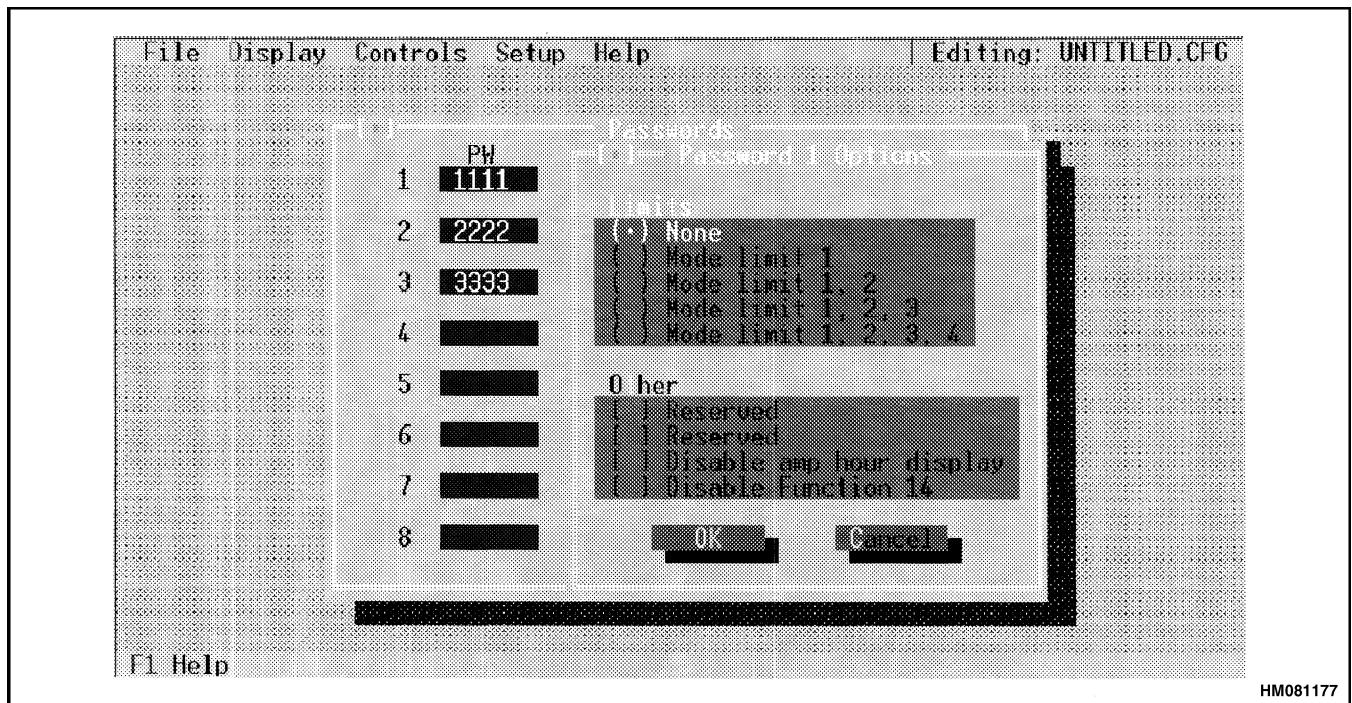 File Display Controls Setup Help | Editing: UNTITLED.CFG
Passwords
PW
1 1111
2 2222
3 3333
4
5
6
7
8
Password 1 Options
Limits
(•) None
( ) Mode limit 1
( ) Mode limit 1, 2
( ) Mode limit 1, 2, 3
( ) Mode limit 1, 2, 3, 4
O her
[ ] Reserved
[ ] Reserved
[ ] Disable amp hour display
[ ] Disable Function 14
OK Cancel
F1 Help
HM081177